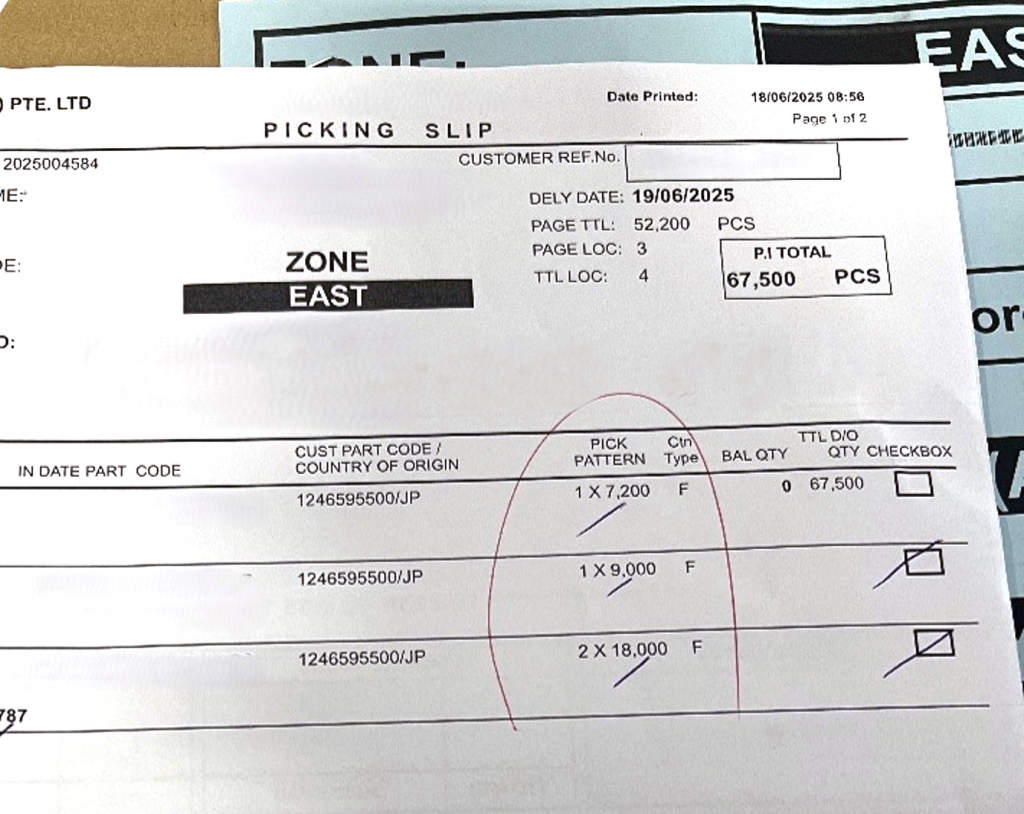 EAS
) PTE. LTD
Date Printed: 18/06/2025 08:56
Page 1 of 2
PICKING SLIP
2025004584
CUSTOMER REF.No.
ME:
DELY DATE: 19/06/2025
PAGE TTL: 52,200 PCS
PAGE LOC: 3
P.I TOTAL
DE:
ZONE
TTL LOC: 4
67,500 PCS
EAST
or
D:
IN DATE PART CODE
CUST PART CODE /
COUNTRY OF ORIGIN
PICK
PATTERN
Ctn
Type
BAL QTY
TTL D/O
QTY
CHECKBOX
1246595500/JP 1 X 7,200 F 0 67,500
1246595500/JP 1 X 9,000 F
1246595500/JP 2 X 18,000 F
787